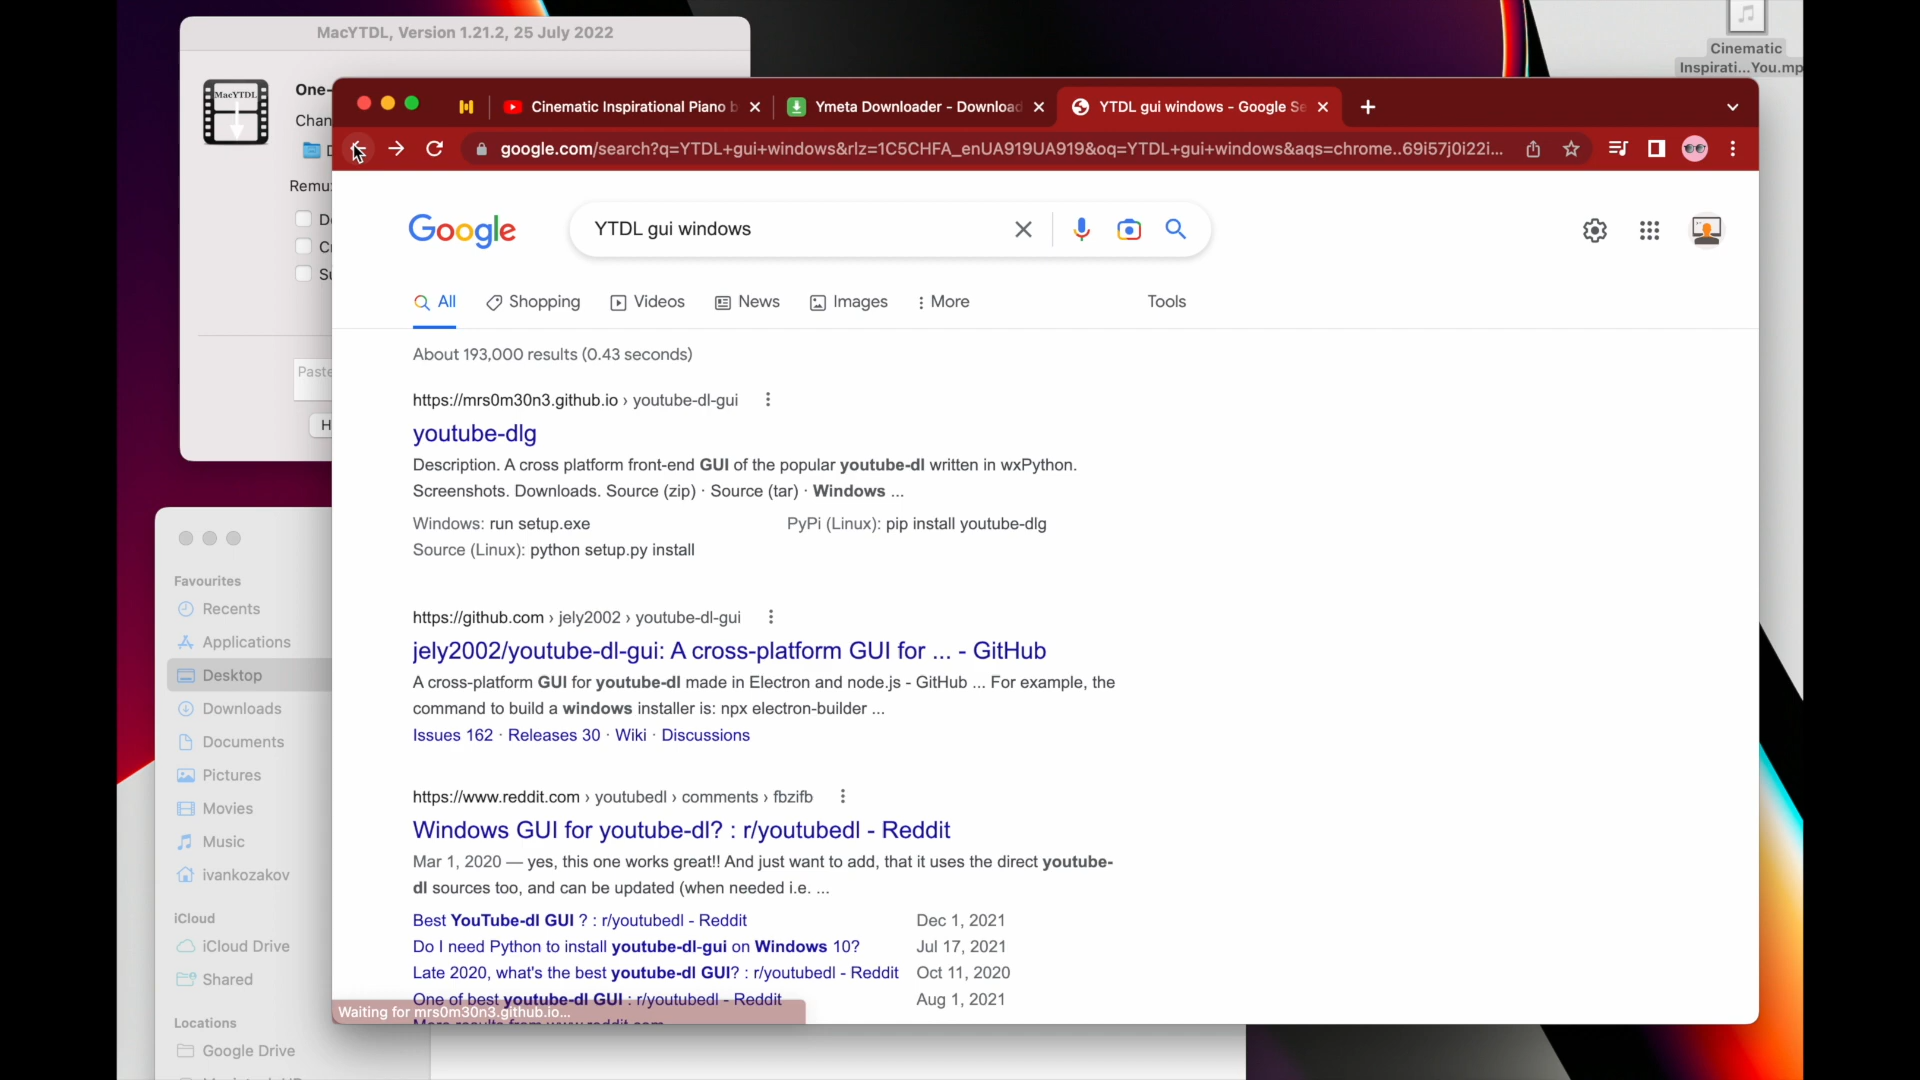 MacYTDL, Version 1.21.2, 25 July 2022
Cinematic
Inspirati...You.mp
MacYTDL
One-
Chan
Remu
Paste
Cinematic Inspirational Piano b
Ymeta Downloader - Download
YTDL gui windows - Google Se
google.com/search?q=YTDL+gui+windows&rlz=1C5CHFA_enUA919UA919&oq=YTDL+gui+windows&aqs=chrome..69i57j0i22i...
Google
YTDL gui windows
All Shopping Videos News Images More Tools
About 193,000 results (0.43 seconds)
https://mrs0m30n3.github.io › youtube-dl-gui
youtube-dlg
Description. A cross platform front-end GUI of the popular youtube-dl written in wxPython.
Screenshots. Downloads. Source (zip) · Source (tar) · Windows ...
Windows: run setup.exe PyPi (Linux): pip install youtube-dlg
Source (Linux): python setup.py install
https://github.com › jely2002 › youtube-dl-gui
jely2002/youtube-dl-gui: A cross-platform GUI for ... - GitHub
A cross-platform GUI for youtube-dl made in Electron and node.js - GitHub ... For example, the
command to build a windows installer is: npx electron-builder ...
Issues 162 · Releases 30 · Wiki · Discussions
https://www.reddit.com › youtubedl › comments › fbzifb
Windows GUI for youtube-dl? : r/youtubedl - Reddit
Mar 1, 2020 — yes, this one works great!! And just want to add, that it uses the direct youtube-
dl sources too, and can be updated (when needed i.e. ...
Best YouTube-dl GUI ? : r/youtubedl - Reddit Dec 1, 2021
Do I need Python to install youtube-dl-gui on Windows 10? Jul 17, 2021
Late 2020, what's the best youtube-dl GUI? : r/youtubedl - Reddit Oct 11, 2020
One of best youtube-dl GUI : r/youtubedl - Reddit Aug 1, 2021
More results from www.reddit.com
Waiting for mrs0m30n3.github.io...
Favourites
Recents
Applications
Desktop
Downloads
Documents
Pictures
Movies
Music
ivankozakov
iCloud
iCloud Drive
Shared
Locations
Google Drive